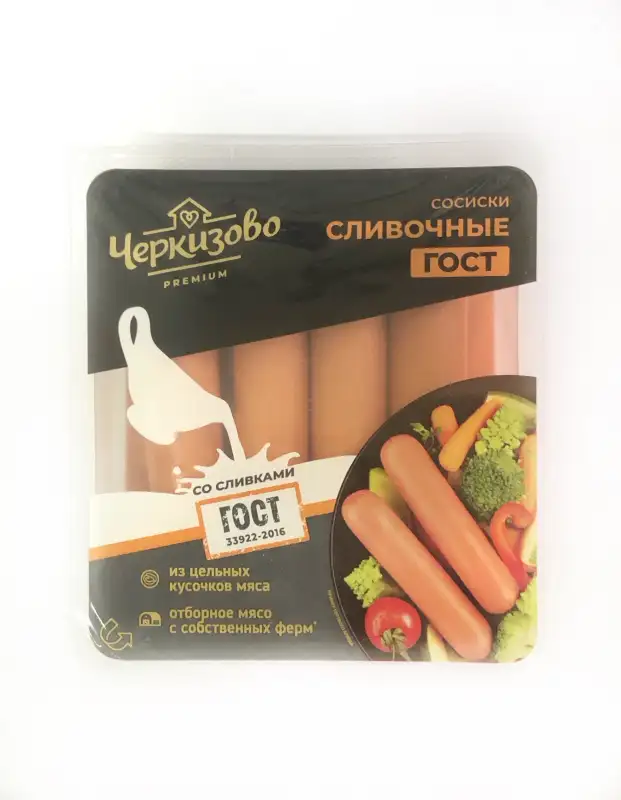 Черкизово
PREMIUM
СОСИСКИ
СЛИВОЧНЫЕ
ГОСТ
СО СЛИВКАМИ
ГОСТ
33922-2016
из цельных
кусочков мяса
отборное мясо
с собственных ферм*